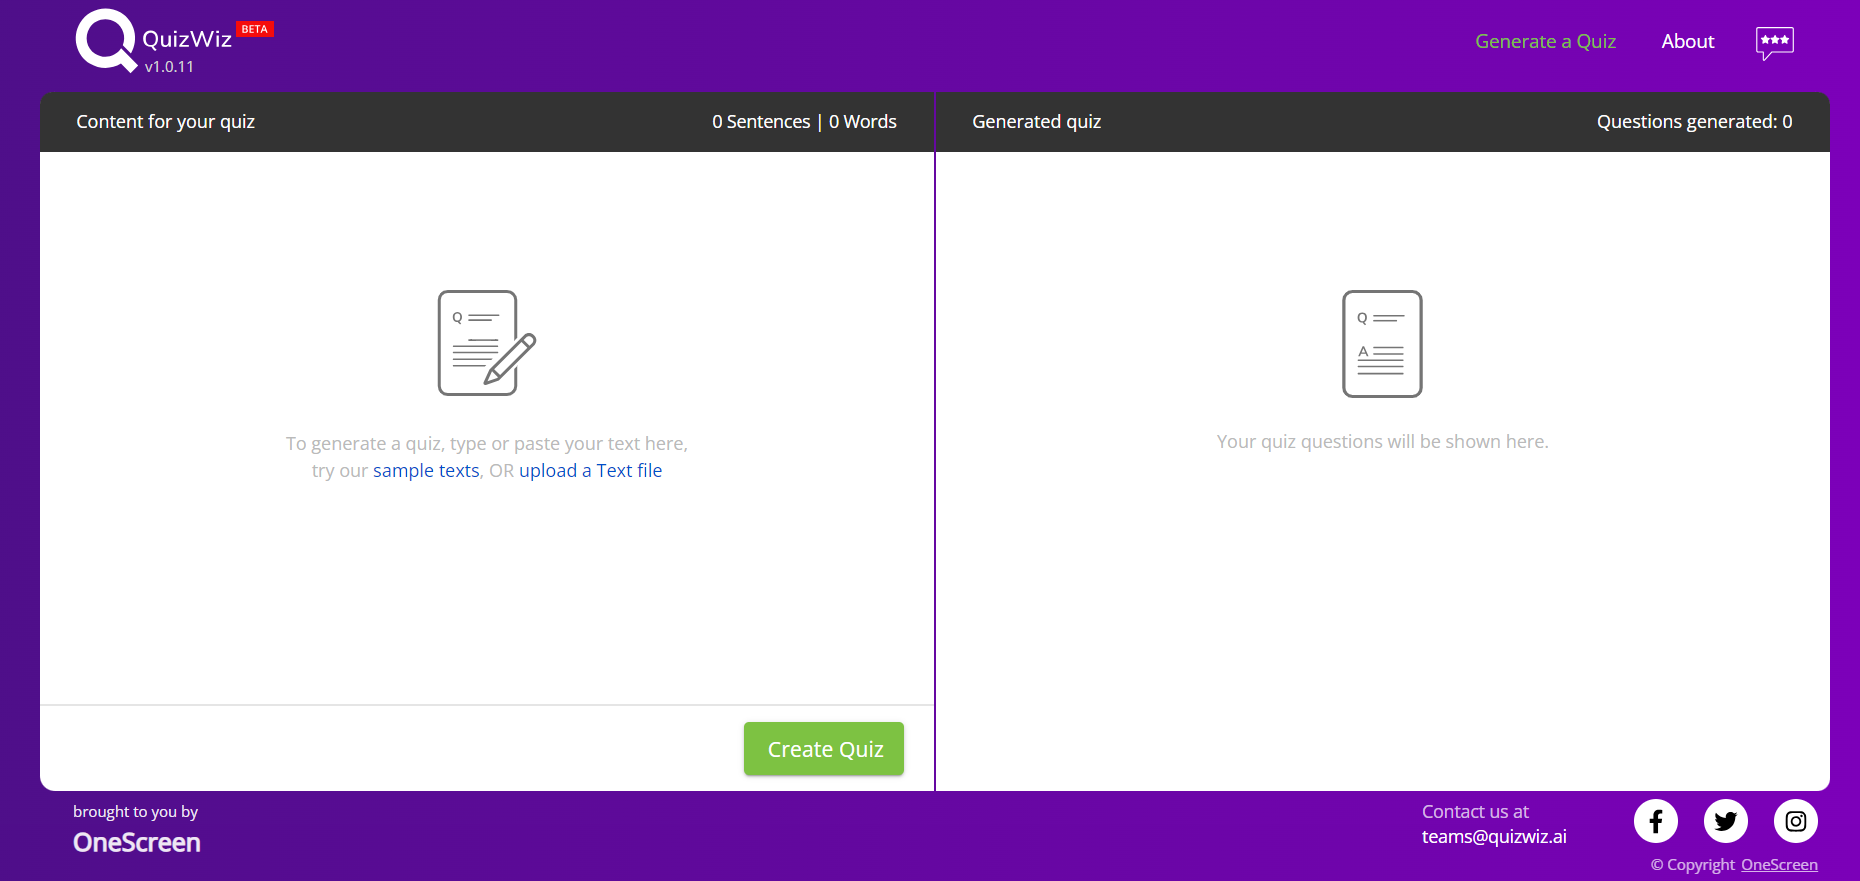 QuizWiz BETA
v1.0.11
Generate a Quiz
About
Content for your quiz
0 Sentences | 0 Words
Generated quiz
Questions generated: 0
Q
To generate a quiz, type or paste your text here,
try our sample texts, OR upload a Text file
Create Quiz
Q
A
Your quiz questions will be shown here.
brought to you by
OneScreen
Contact us at
teams@quizwiz.ai
© Copyright OneScreen